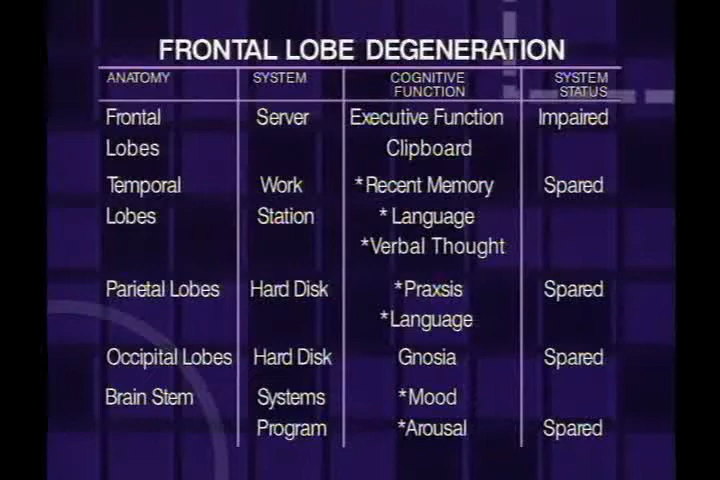 FRONTAL LOBE DEGENERATION
ANATOMY SYSTEM COGNITIVE FUNCTION SYSTEM STATUS
Frontal Server Executive Function Impaired
Lobes Clipboard
Temporal Work *Recent Memory Spared
Lobes Station *Language
*Verbal Thought
Parietal Lobes Hard Disk *Praxsis Spared
*Language
Occipital Lobes Hard Disk Gnosia Spared
Brain Stem Systems *Mood
Program *Arousal Spared